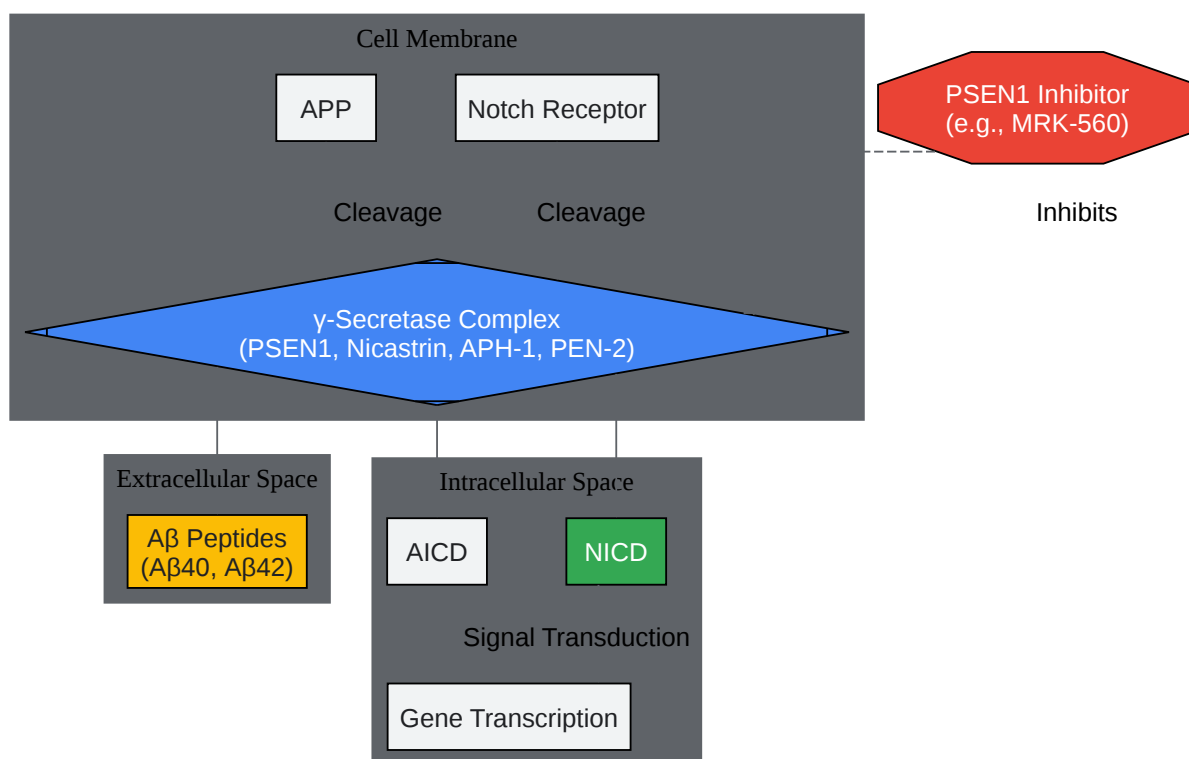 Cell Membrane
APP
Notch Receptor
PSEN1 Inhibitor
(e.g., MRK-560)
Cleavage
Cleavage
Inhibits
γ-Secretase Complex
(PSEN1, Nicastrin, APH-1, PEN-2)
Extracellular Space
Intracellular Space
Aβ Peptides
(Aβ40, Aβ42)
AICD
NICD
Signal Transduction
Gene Transcription